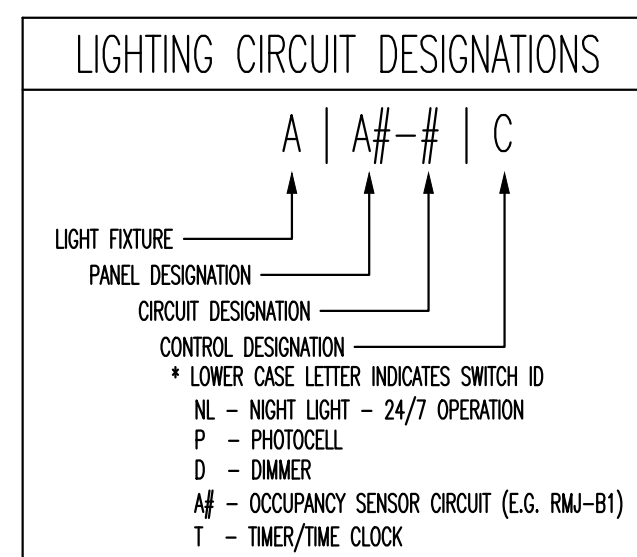 LIGHTING CIRCUIT DESIGNATIONS
A | A#-# | C
LIGHT FIXTURE
PANEL DESIGNATION
CIRCUIT DESIGNATION
CONTROL DESIGNATION
* LOWER CASE LETTER INDICATES SWITCH ID
NL - NIGHT LIGHT - 24/7 OPERATION
P - PHOTOCELL
D - DIMMER
A# - OCCUPANCY SENSOR CIRCUIT (E.G. RMJ-B1)
T - TIMER/TIME CLOCK